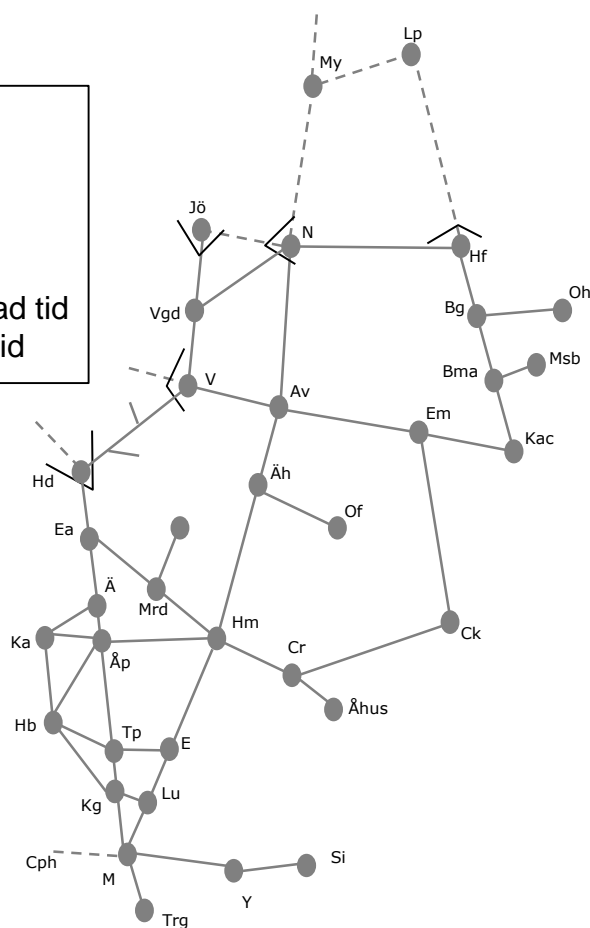 Lp
My
Jö
N
Hf
ad tid
id
Vgd
Bg
Oh
V
Bma
Msb
Av
Em
Kac
Hd
Äh
Of
Ea
Ä
Mrd
Hm
Ck
Ka
Åp
Cr
Åhus
Hb
Tp
E
Kg
Lu
Cph
M
Si
Y
Trg